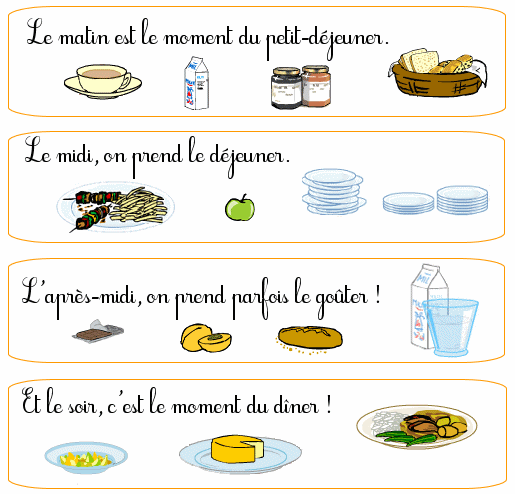 Le matin est le moment du petit-déjeuner.
Le midi, on prend le déjeuner.
L'après-midi, on prend parfois le goûter !
Et le soir, c'est le moment du dîner !